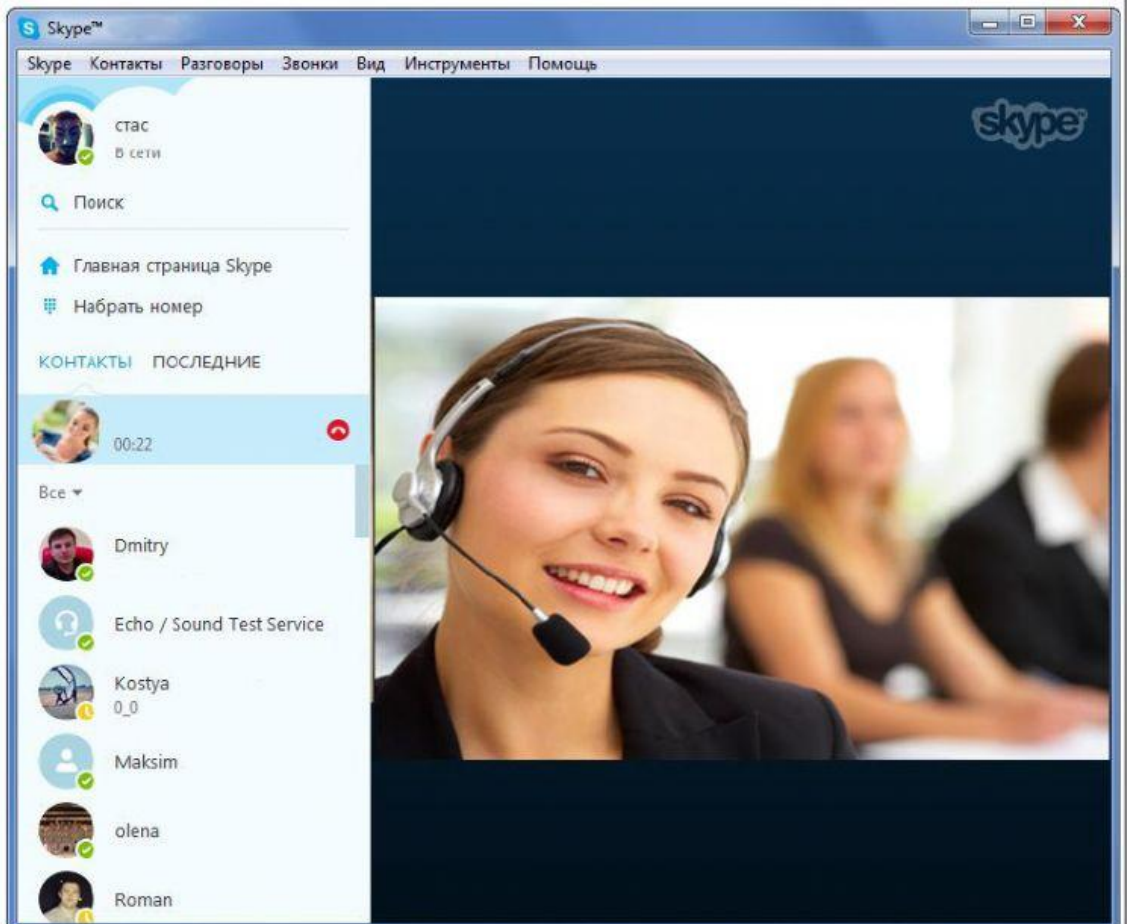 Skype™
Skype Контакты Разговоры Звонки Вид Инструменты Помощь
skype
стас
В сети
Поиск
Главная страница Skype
Набрать номер
КОНТАКТЫ ПОСЛЕДНИЕ
00:22
Все
Dmitry
Echo / Sound Test Service
Kostya
0_0
Maksim
olena
Roman